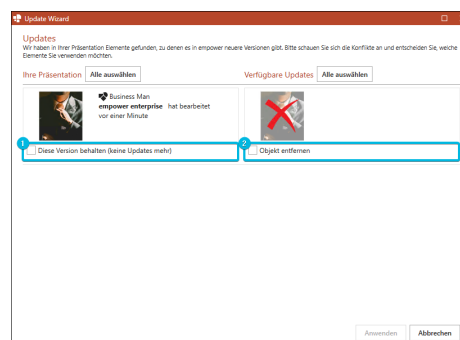 Update Wizard
Updates
Wir haben in Ihrer Präsentation Elemente gefunden, zu denen es in empower neuere Versionen gibt. Bitte schauen Sie sich die Konflikte an und entscheiden Sie, welche
Elemente Sie verwenden möchten.
Ihre Präsentation Alle auswählen Verfügbare Updates Alle auswählen
Business Man
empower enterprise hat bearbeitet
vor einer Minute
1 2
Diese Version behalten (keine Updates mehr) Objekt entfernen
Anwenden Abbrechen